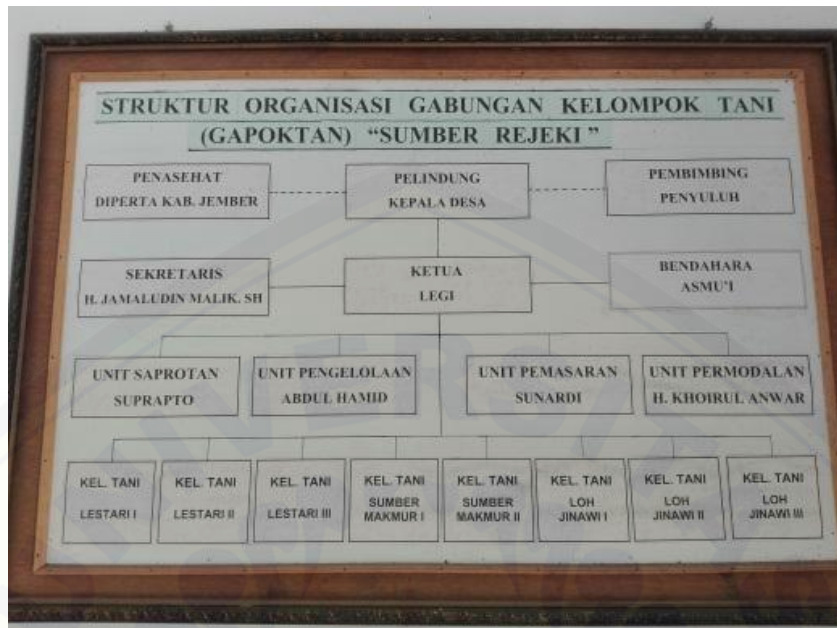 STRUKTUR ORGANISASI GABUNGAN KELOMPOK TANI
(GAPOKTAN) “SUMBER REJEKI”
PENASEHAT
DIPERTA KAB. JEMBER
PELINDUNG
KEPALA DESA
PEMBIMBING
PENYULUH
SEKRETARIS
H. JAMALUDIN MALIK. SH
KETUA
LEGI
BENDAHARA
ASMU'I
UNIT SAPROTAN
SUPRAPTO
UNIT PENGELOLAAN
ABDUL HAMID
UNIT PEMASARAN
SUNARDI
UNIT PERMODALAN
H. KHOIRUL ANWAR
KEL. TANI
LESTARI I
KEL. TANI
LESTARI II
KEL. TANI
LESTARI III
KEL. TANI
SUMBER
MAKMUR I
KEL. TANI
SUMBER
MAKMUR II
KEL. TANI
LOH
JINAWI I
KEL. TANI
LOH
JINAWI II
KEL. TANI
LOH
JINAWI III